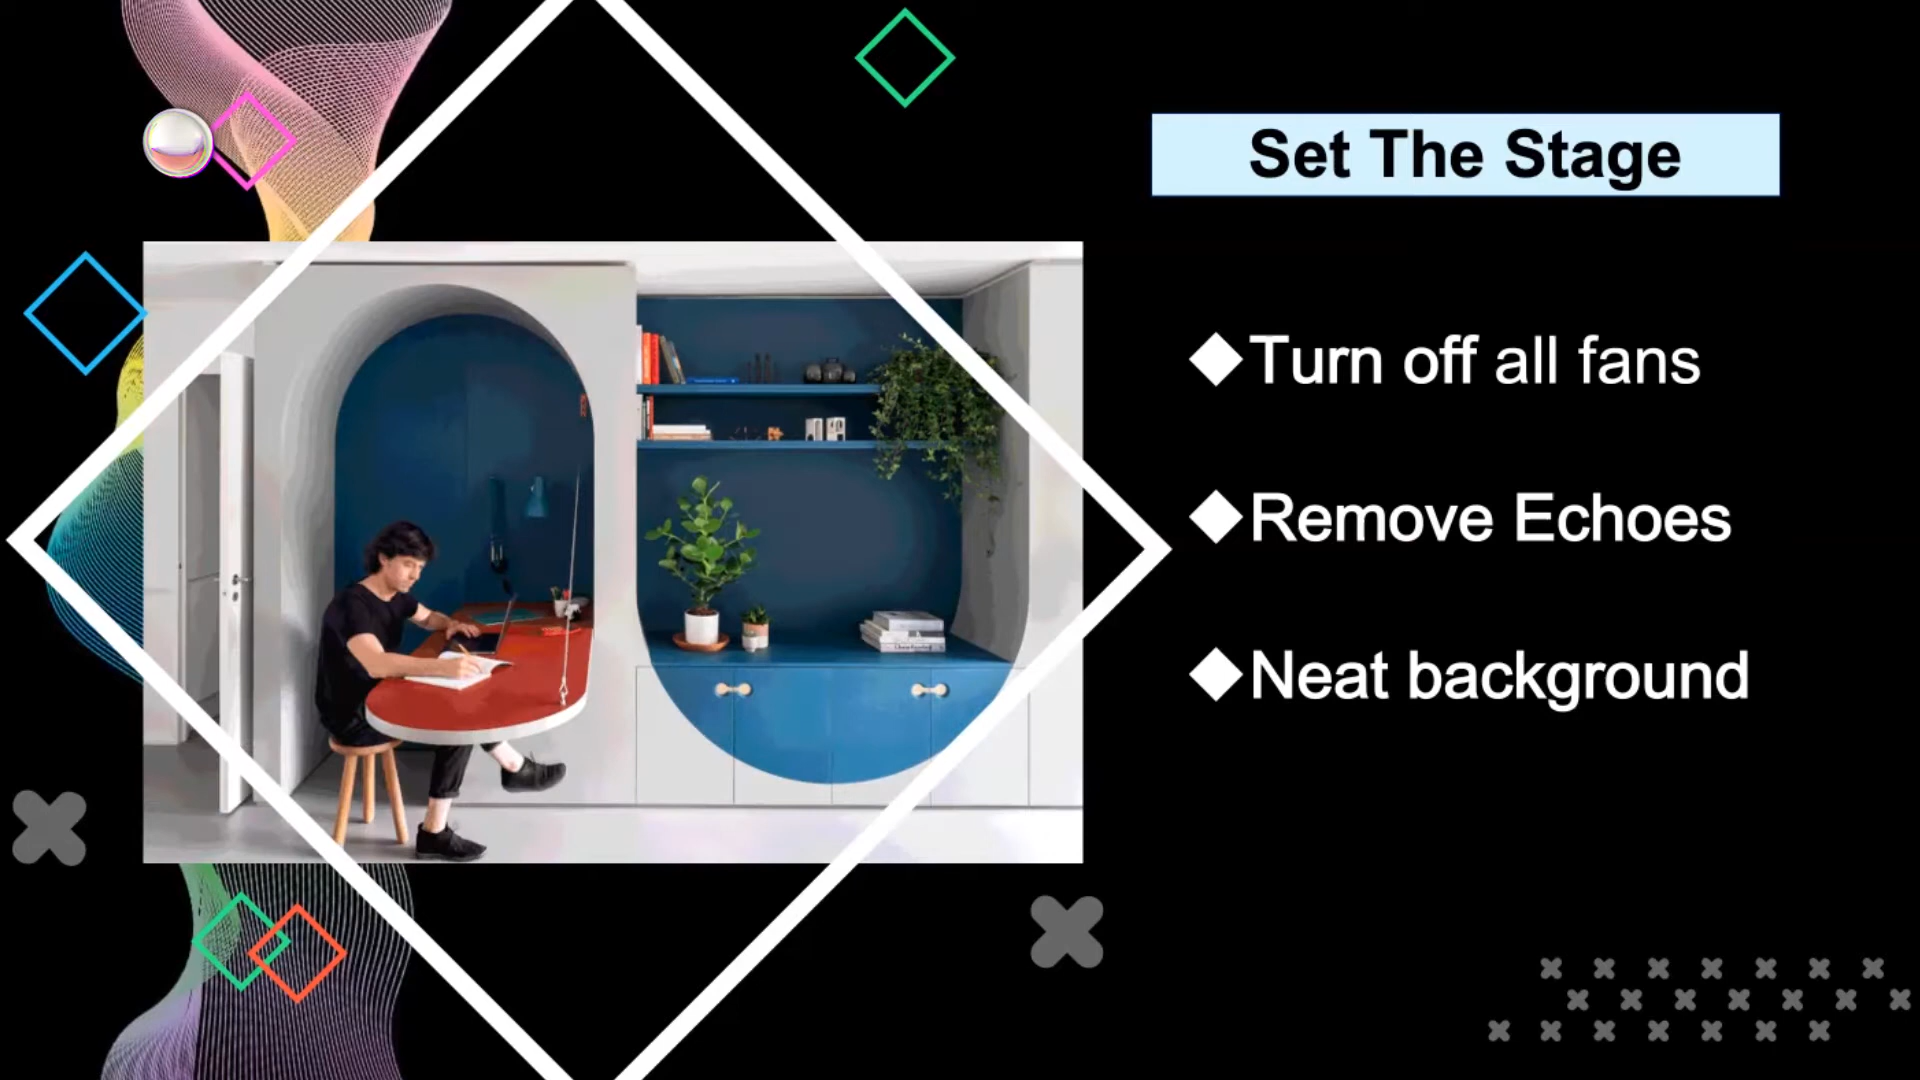 Set The Stage
Turn off all fans
Remove Echoes
Neat background